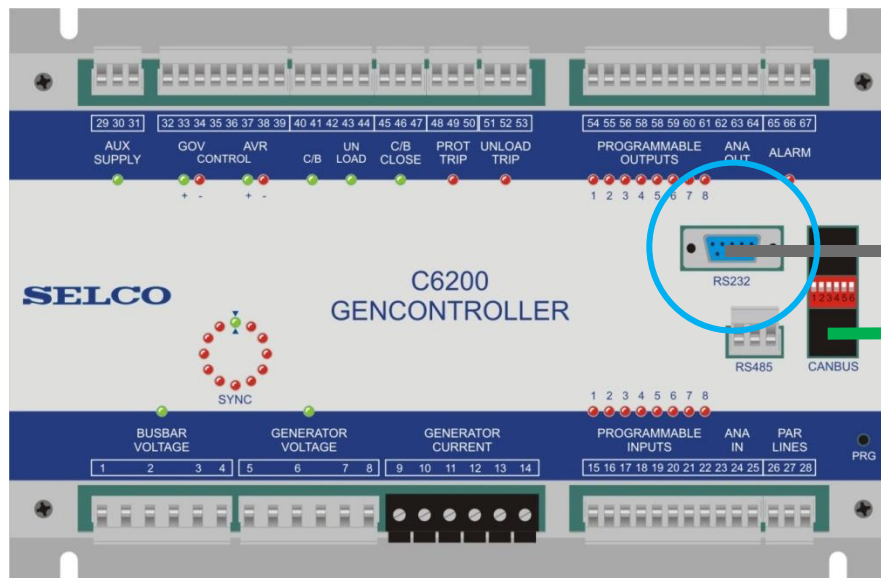 29 30 31 32 33 34 35 36 37 38 39 40 41 42 43 44 45 46 47 48 49 50 51 52 53 54 55 56 58 58 59 60 61 62 63 64 65 66 67
AUX SUPPLY
GOV AVR
CONTROL
C/B
UN LOAD
C/B CLOSE
PROT TRIP
UNLOAD TRIP
PROGRAMMABLE OUTPUTS
ANA OUT
ALARM
+ - + -
1 2 3 4 5 6 7 8
RS232
SELCO
C6200
GENCONTROLLER
1 2 3 4 5 6
SYNC
RS485
CANBUS
1 2 3 4 5 6 7 8
BUSBAR VOLTAGE
GENERATOR VOLTAGE
GENERATOR CURRENT
PROGRAMMABLE INPUTS
ANA IN
PAR LINES
PRG
1 2 3 4 5 6 7 8 9 10 11 12 13 14 15 16 17 18 19 20 21 22 23 24 25 26 27 28